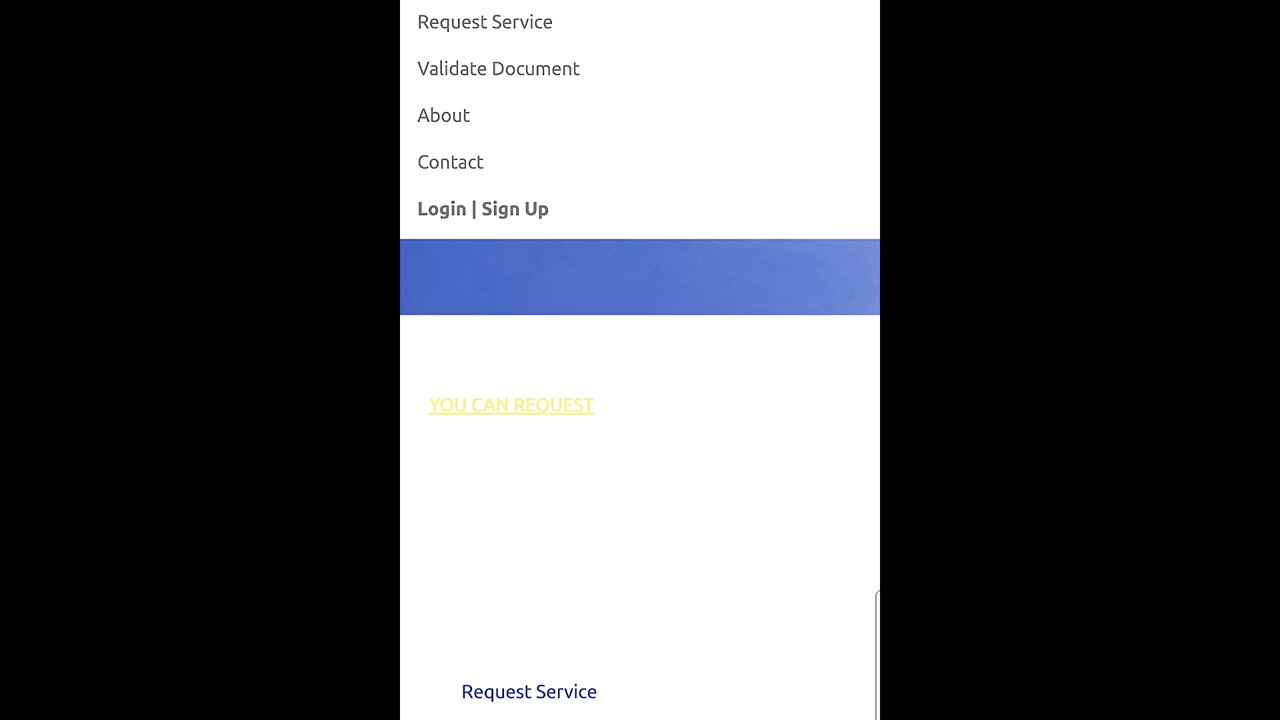 Request Service
Validate Document
About
Contact
Login | Sign Up
YOU CAN REQUEST
Request Service